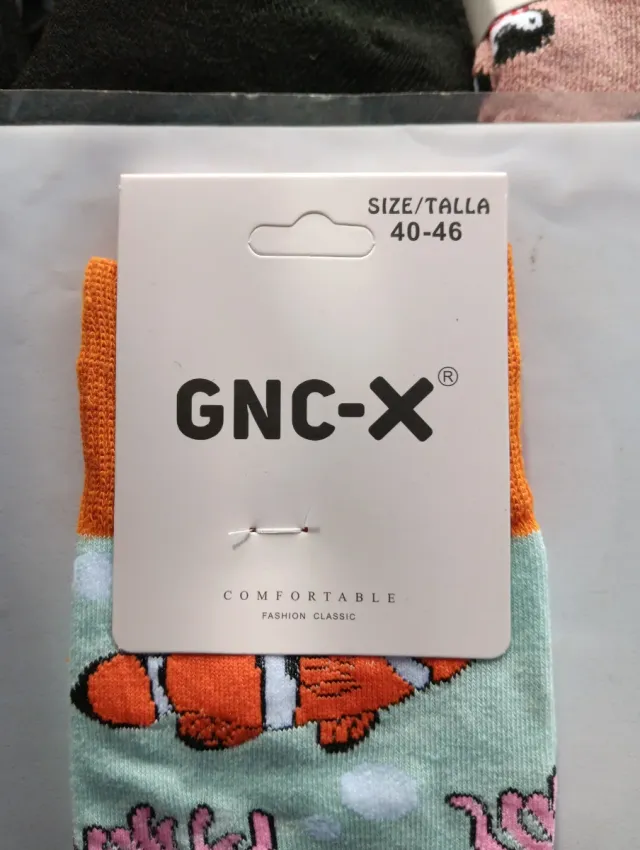 SIZE/TALLA
40-46
GNC-X®
COMFORTABLE
FASHION CLASSIC